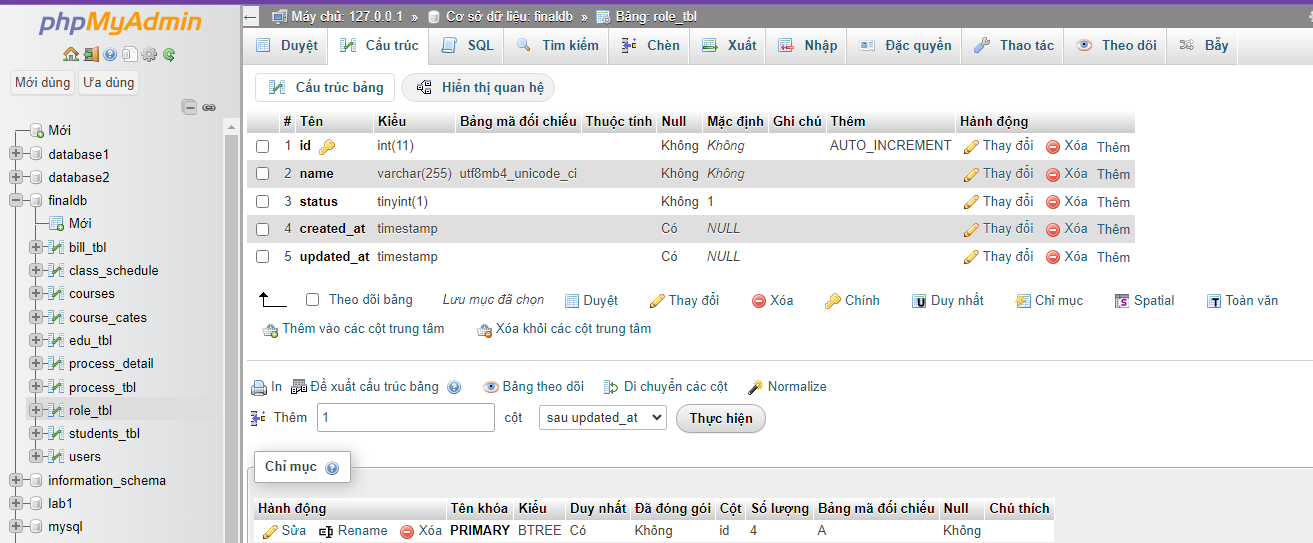 phpMyAdmin
Mới dùng Ưa dùng
Mới
database1
database2
finaldb
Mới
bill_tbl
class_schedule
courses
course_cates
edu_tbl
process_detail
process_tbl
role_tbl
students_tbl
users
information_schema
lab1
mysql
Máy chủ: 127.0.0.1 » Cơ sở dữ liệu: finaldb » Bảng: role_tbl
Duyệt Cấu trúc SQL Tìm kiếm Chèn Xuất Nhập Đặc quyền Thao tác Theo dõi Bẫy
Cấu trúc bảng Hiển thị quan hệ
# Tên Kiểu Bảng mã đối chiếu Thuộc tính Null Mặc định Ghi chú Thêm Hành động
1 id int(11) Không Không AUTO_INCREMENT Thay đổi Xóa Thêm
2 name varchar(255) utf8mb4_unicode_ci Không Không Thay đổi Xóa Thêm
3 status tinyint(1) Không 1 Thay đổi Xóa Thêm
4 created_at timestamp Có NULL Thay đổi Xóa Thêm
5 updated_at timestamp Có NULL Thay đổi Xóa Thêm
Theo dõi bảng Lưu mục đã chọn Duyệt Thay đổi Xóa Chính Duy nhất Chỉ mục Spatial Toàn văn
Thêm vào các cột trung tâm Xóa khỏi các cột trung tâm
In Đề xuất cấu trúc bảng Bảng theo dõi Di chuyển các cột Normalize
Thêm 1 cột sau updated_at Thực hiện
Chỉ mục
Hành động Tên khóa Kiểu Duy nhất Đã đóng gói Cột Số lượng Bảng mã đối chiếu Null Chú thích
Sửa Rename Xóa PRIMARY BTREE Có Không id 4 A Không